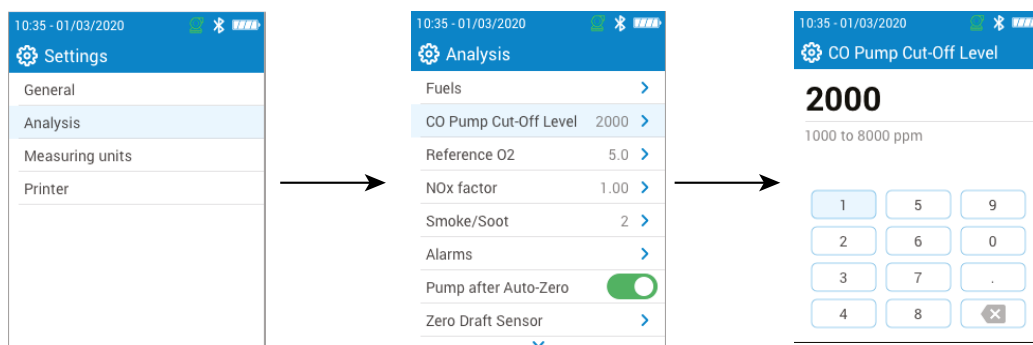 10:35 - 01/03/2020
Settings
General
Analysis
Measuring units
Printer
10:35 - 01/03/2020
Analysis
Fuels
CO Pump Cut-Off Level 2000
Reference O2 5.0
NOx factor 1.00
Smoke/Soot 2
Alarms
Pump after Auto-Zero
Zero Draft Sensor
10:35 - 01/03/2020
CO Pump Cut-Off Level
2000
1000 to 8000 ppm
1 5 9
2 6 0
3 7 .
4 8